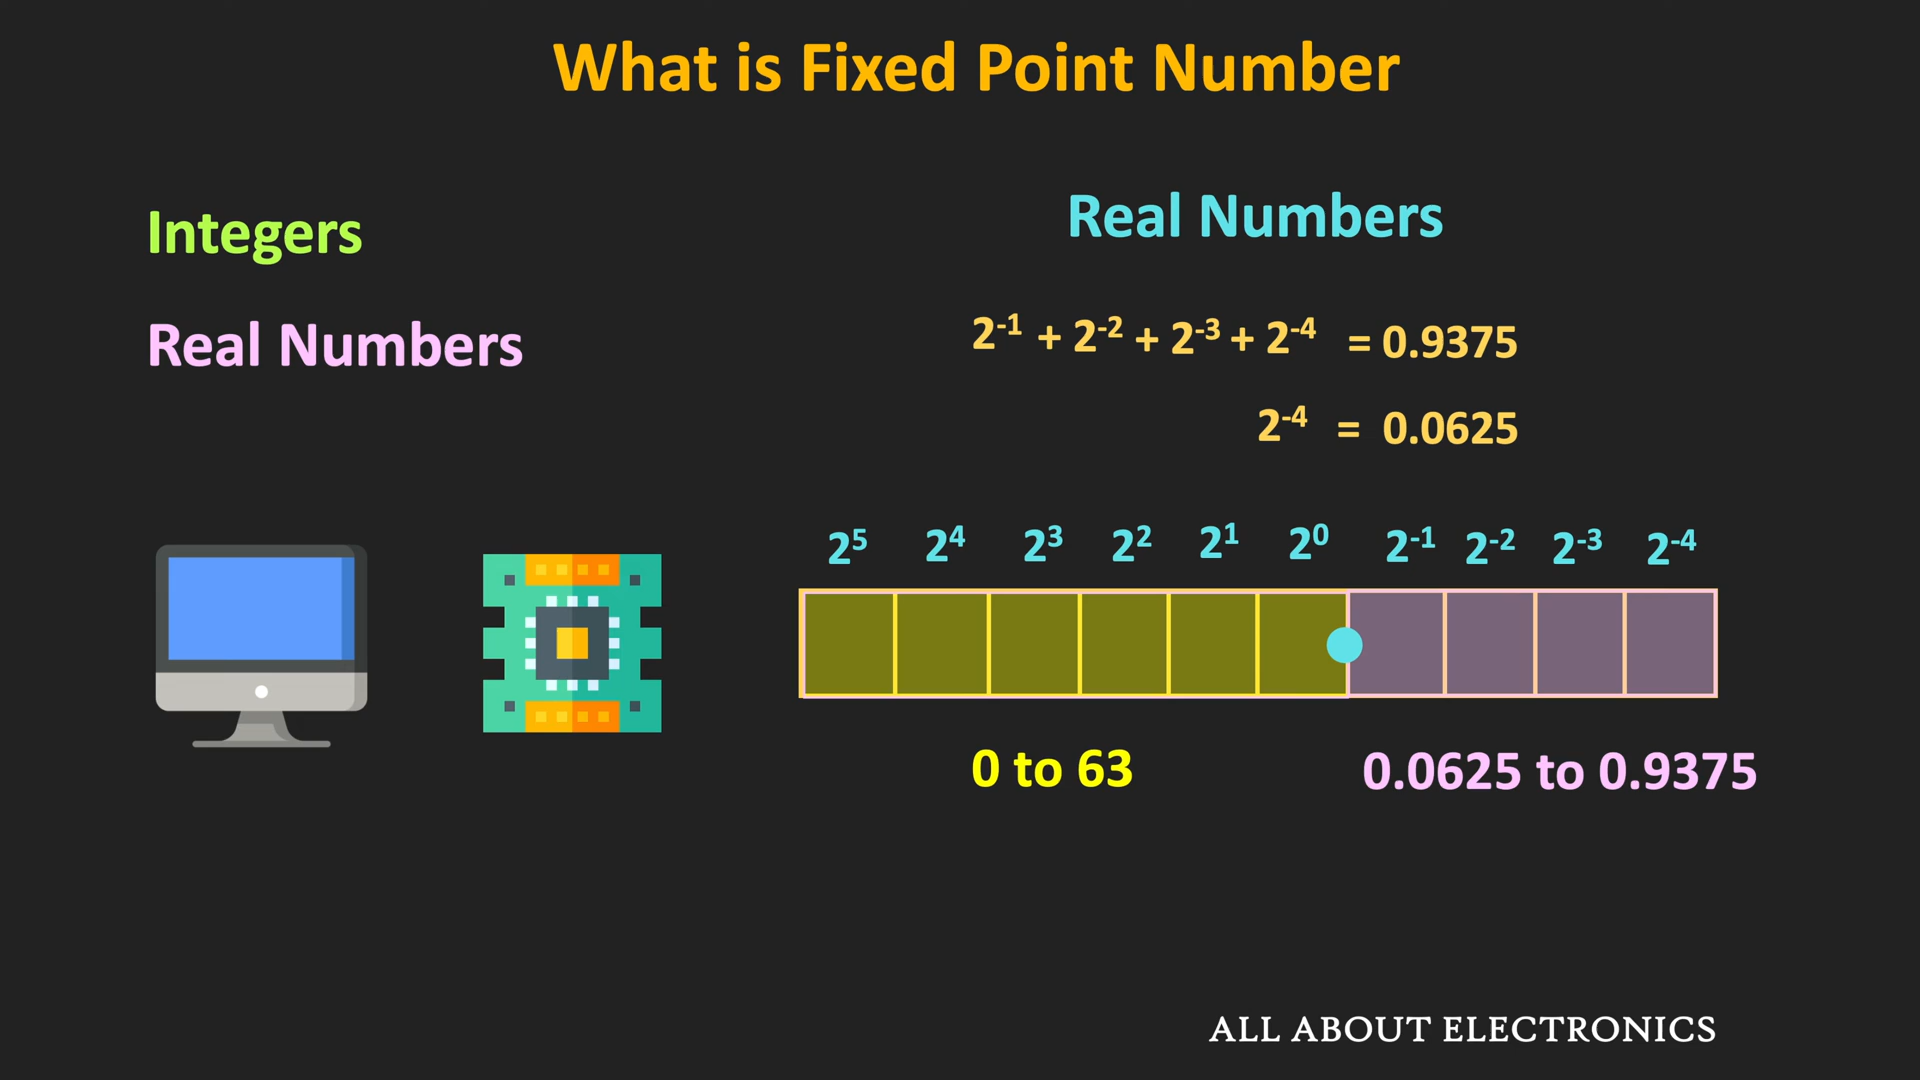 What is Fixed Point Number
Integers
Real Numbers
Real Numbers
2⁻¹ + 2⁻² + 2⁻³ + 2⁻⁴ = 0.9375
2⁻⁴ = 0.0625
2⁵ 2⁴ 2³ 2² 2¹ 2⁰ 2⁻¹ 2⁻² 2⁻³ 2⁻⁴
0 to 63
0.0625 to 0.9375
ALL ABOUT ELECTRONICS